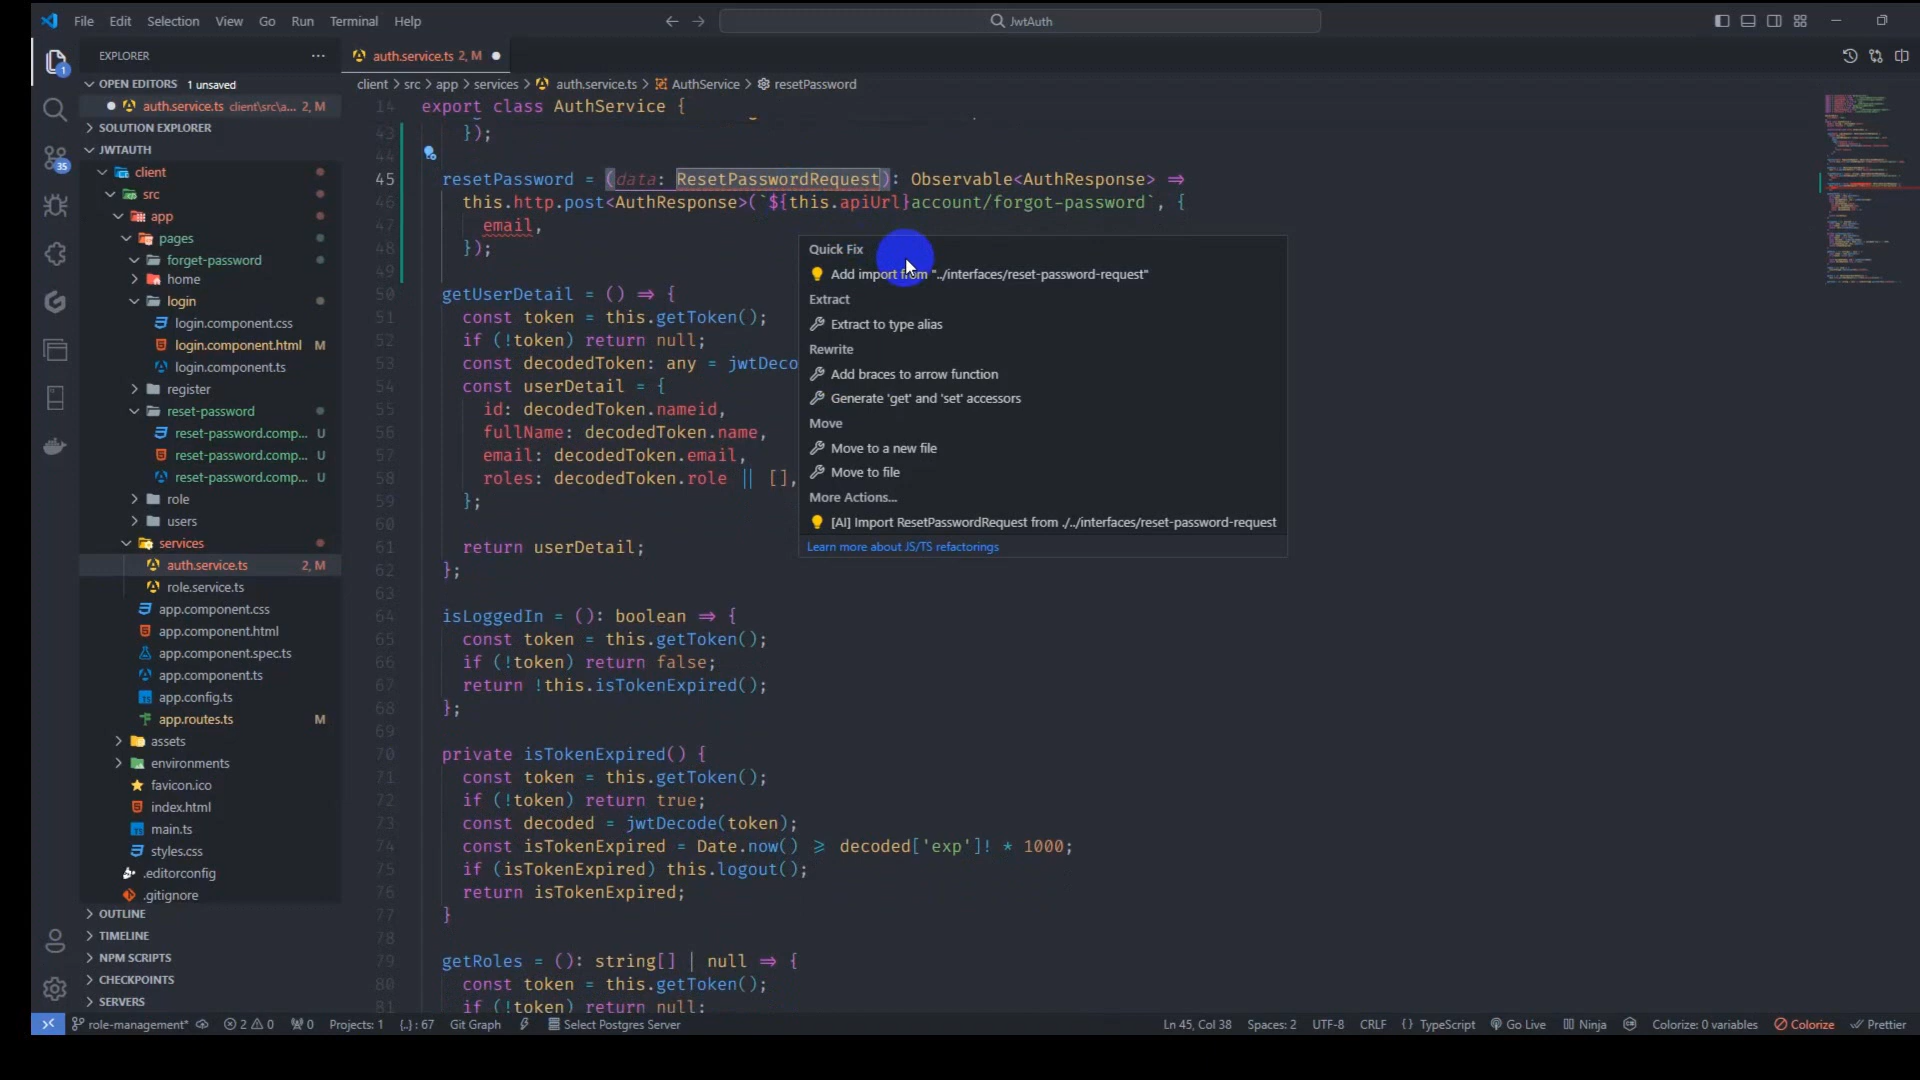 File Edit Selection View Go Run Terminal Help
JwtAuth
EXPLORER
auth.service.ts 2, M
OPEN EDITORS 1 unsaved
auth.service.ts client\src\a... 2, M
SOLUTION EXPLORER
JWTAUTH
client
src
app
pages
forget-password
home
login
login.component.css
login.component.html M
login.component.ts
register
reset-password
reset-password.comp... U
reset-password.comp... U
reset-password.comp... U
role
users
services
auth.service.ts 2, M
role.service.ts
app.component.css
app.component.html
app.component.spec.ts
app.component.ts
app.config.ts
app.routes.ts M
assets
environments
favicon.ico
index.html
main.ts
styles.css
.editorconfig
.gitignore
OUTLINE
TIMELINE
NPM SCRIPTS
CHECKPOINTS
SERVERS
1
35
client > src > app > services > auth.service.ts > AuthService > resetPassword
14 export class AuthService {
43 });
44
45 resetPassword = (data: ResetPasswordRequest): Observable<AuthResponse> =>
46 this.http.post<AuthResponse>(`${this.apiUrl}account/forgot-password`, {
47 email,
48 });
49
50 getUserDetail = () => {
51 const token = this.getToken();
52 if (!token) return null;
53 const decodedToken: any = jwtDeco
54 const userDetail = {
55 id: decodedToken.nameid,
56 fullName: decodedToken.name,
57 email: decodedToken.email,
58 roles: decodedToken.role || [],
59 };
60
61 return userDetail;
62 };
63
64 isLoggedIn = (): boolean => {
65 const token = this.getToken();
66 if (!token) return false;
67 return !this.isTokenExpired();
68 };
69
70 private isTokenExpired() {
71 const token = this.getToken();
72 if (!token) return true;
73 const decoded = jwtDecode(token);
74 const isTokenExpired = Date.now() >= decoded['exp']! * 1000;
75 if (isTokenExpired) this.logout();
76 return isTokenExpired;
77 }
78
79 getRoles = (): string[] | null => {
80 const token = this.getToken();
81 if (!token) return null;
Quick Fix
Add import from "../interfaces/reset-password-request"
Extract
Extract to type alias
Rewrite
Add braces to arrow function
Generate 'get' and 'set' accessors
Move
Move to a new file
Move to file
More Actions...
[AI] Import ResetPasswordRequest from ./../interfaces/reset-password-request
Learn more about JS/TS refactorings
role-management* 2 0 0 Projects: 1 {..}: 67 Git Graph Select Postgres Server Ln 45, Col 38 Spaces: 2 UTF-8 CRLF {} TypeScript Go Live Ninja Colorize: 0 variables Colorize Prettier